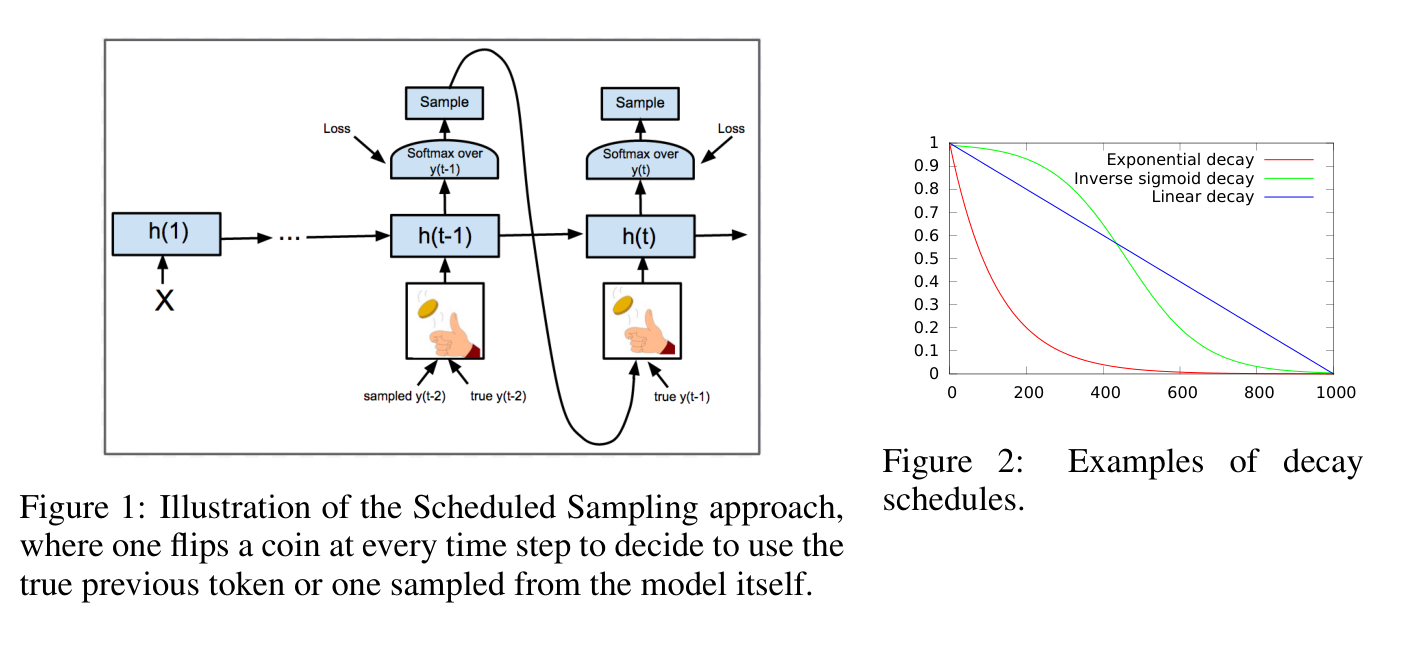 Sample
Sample
Loss
Loss
Softmax over
y(t-1)
Softmax over
y(t)
h(1)
...
h(t-1)
h(t)
X
sampled y(t-2)
true y(t-2)
true y(t-1)
Figure 1: Illustration of the Scheduled Sampling approach,
where one flips a coin at every time step to decide to use the
true previous token or one sampled from the model itself.
1
0.9
0.8
0.7
0.6
0.5
0.4
0.3
0.2
0.1
0
Exponential decay
Inverse sigmoid decay
Linear decay
0 200 400 600 800 1000
Figure 2: Examples of decay
schedules.